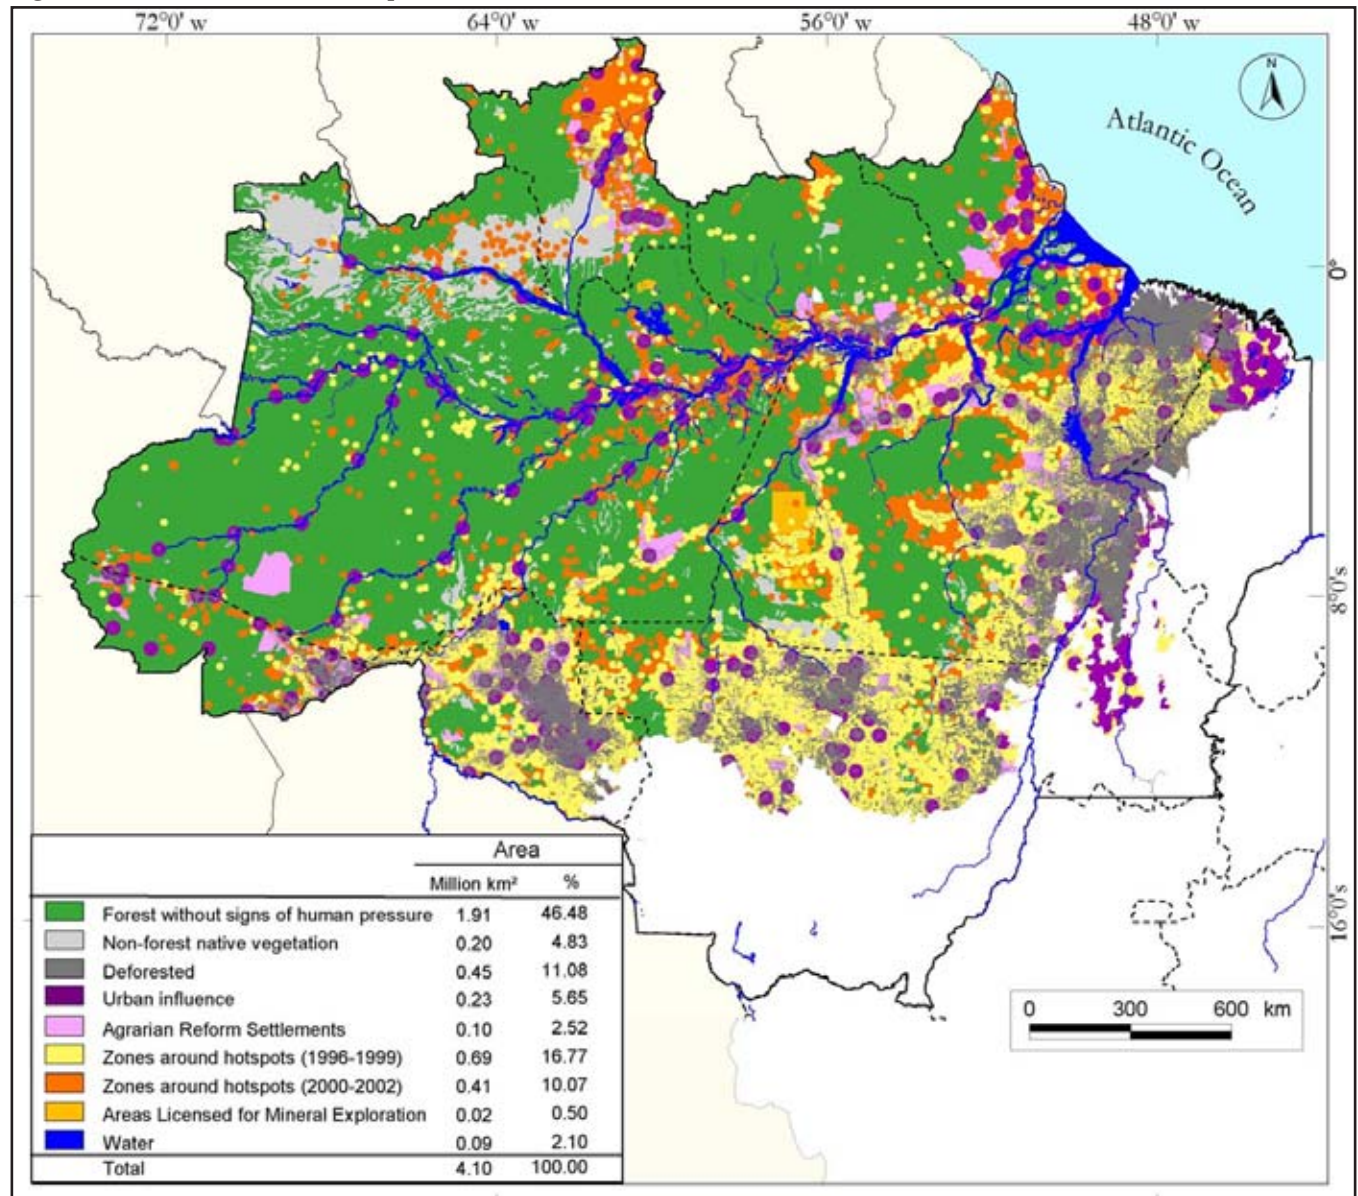 72°0' w 64°0' w 56°0' w 48°0' w
N
Atlantic Ocean
0°
8°0's
16°0's
Area
Million km² %
Forest without signs of human pressure 1.91 46.48
Non-forest native vegetation 0.20 4.83
Deforested 0.45 11.08
Urban influence 0.23 5.65
Agrarian Reform Settlements 0.10 2.52
Zones around hotspots (1996-1999) 0.69 16.77
Zones around hotspots (2000-2002) 0.41 10.07
Areas Licensed for Mineral Exploration 0.02 0.50
Water 0.09 2.10
Total 4.10 100.00
0 300 600 km